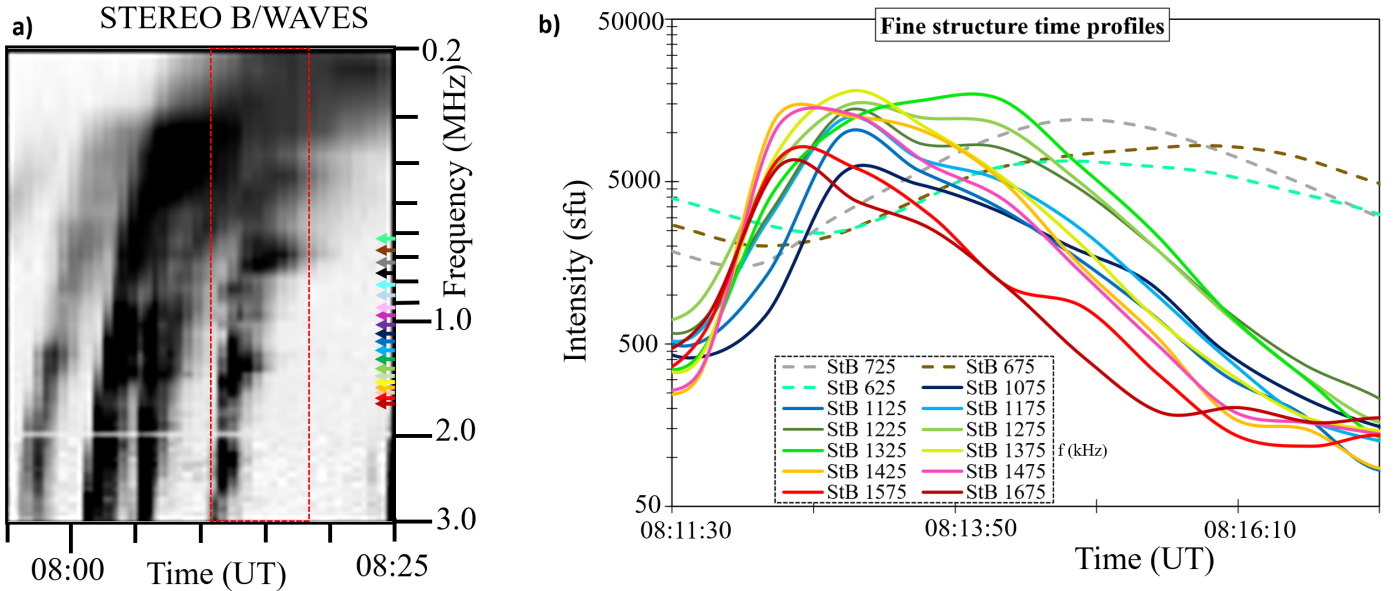 a)
STEREO B/WAVES
0.2
1.0
2.0
3.0
Frequency (MHz)
08:00
08:25
Time (UT)
b)
Fine structure time profiles
50000
5000
500
50
Intensity (sfu)
StB 725 StB 675
StB 625 StB 1075
StB 1125 StB 1175
StB 1225 StB 1275
StB 1325 StB 1375
f (kHz)
StB 1425 StB 1475
StB 1575 StB 1675
08:11:30 08:13:50 08:16:10
Time (UT)